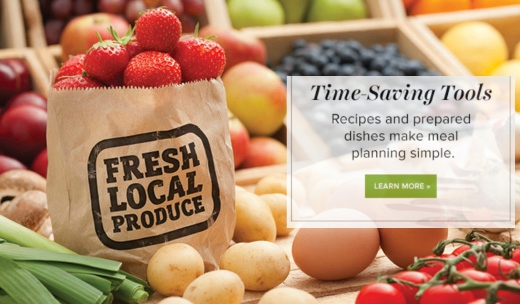 FRESH
LOCAL
PRODUCE
Time-Saving Tools
Recipes and prepared
dishes make meal
planning simple.
LEARN MORE »